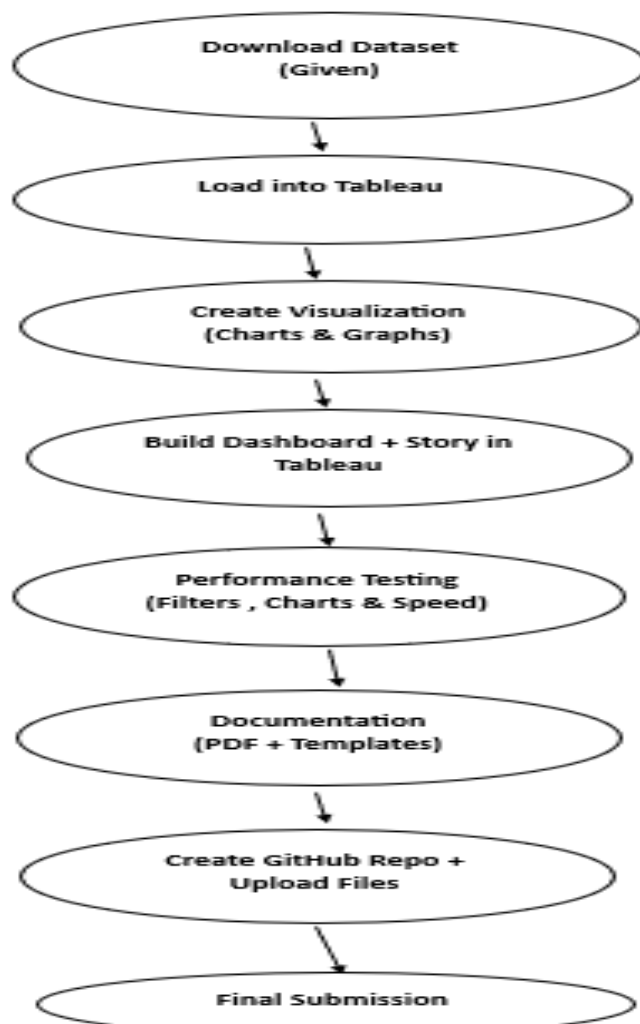 Download Dataset
(Given)
Load into Tableau
Create Visualization
(Charts & Graphs)
Build Dashboard + Story in
Tableau
Performance Testing
(Filters , Charts & Speed)
Documentation
(PDF + Templates)
Create GitHub Repo +
Upload Files
Final Submission